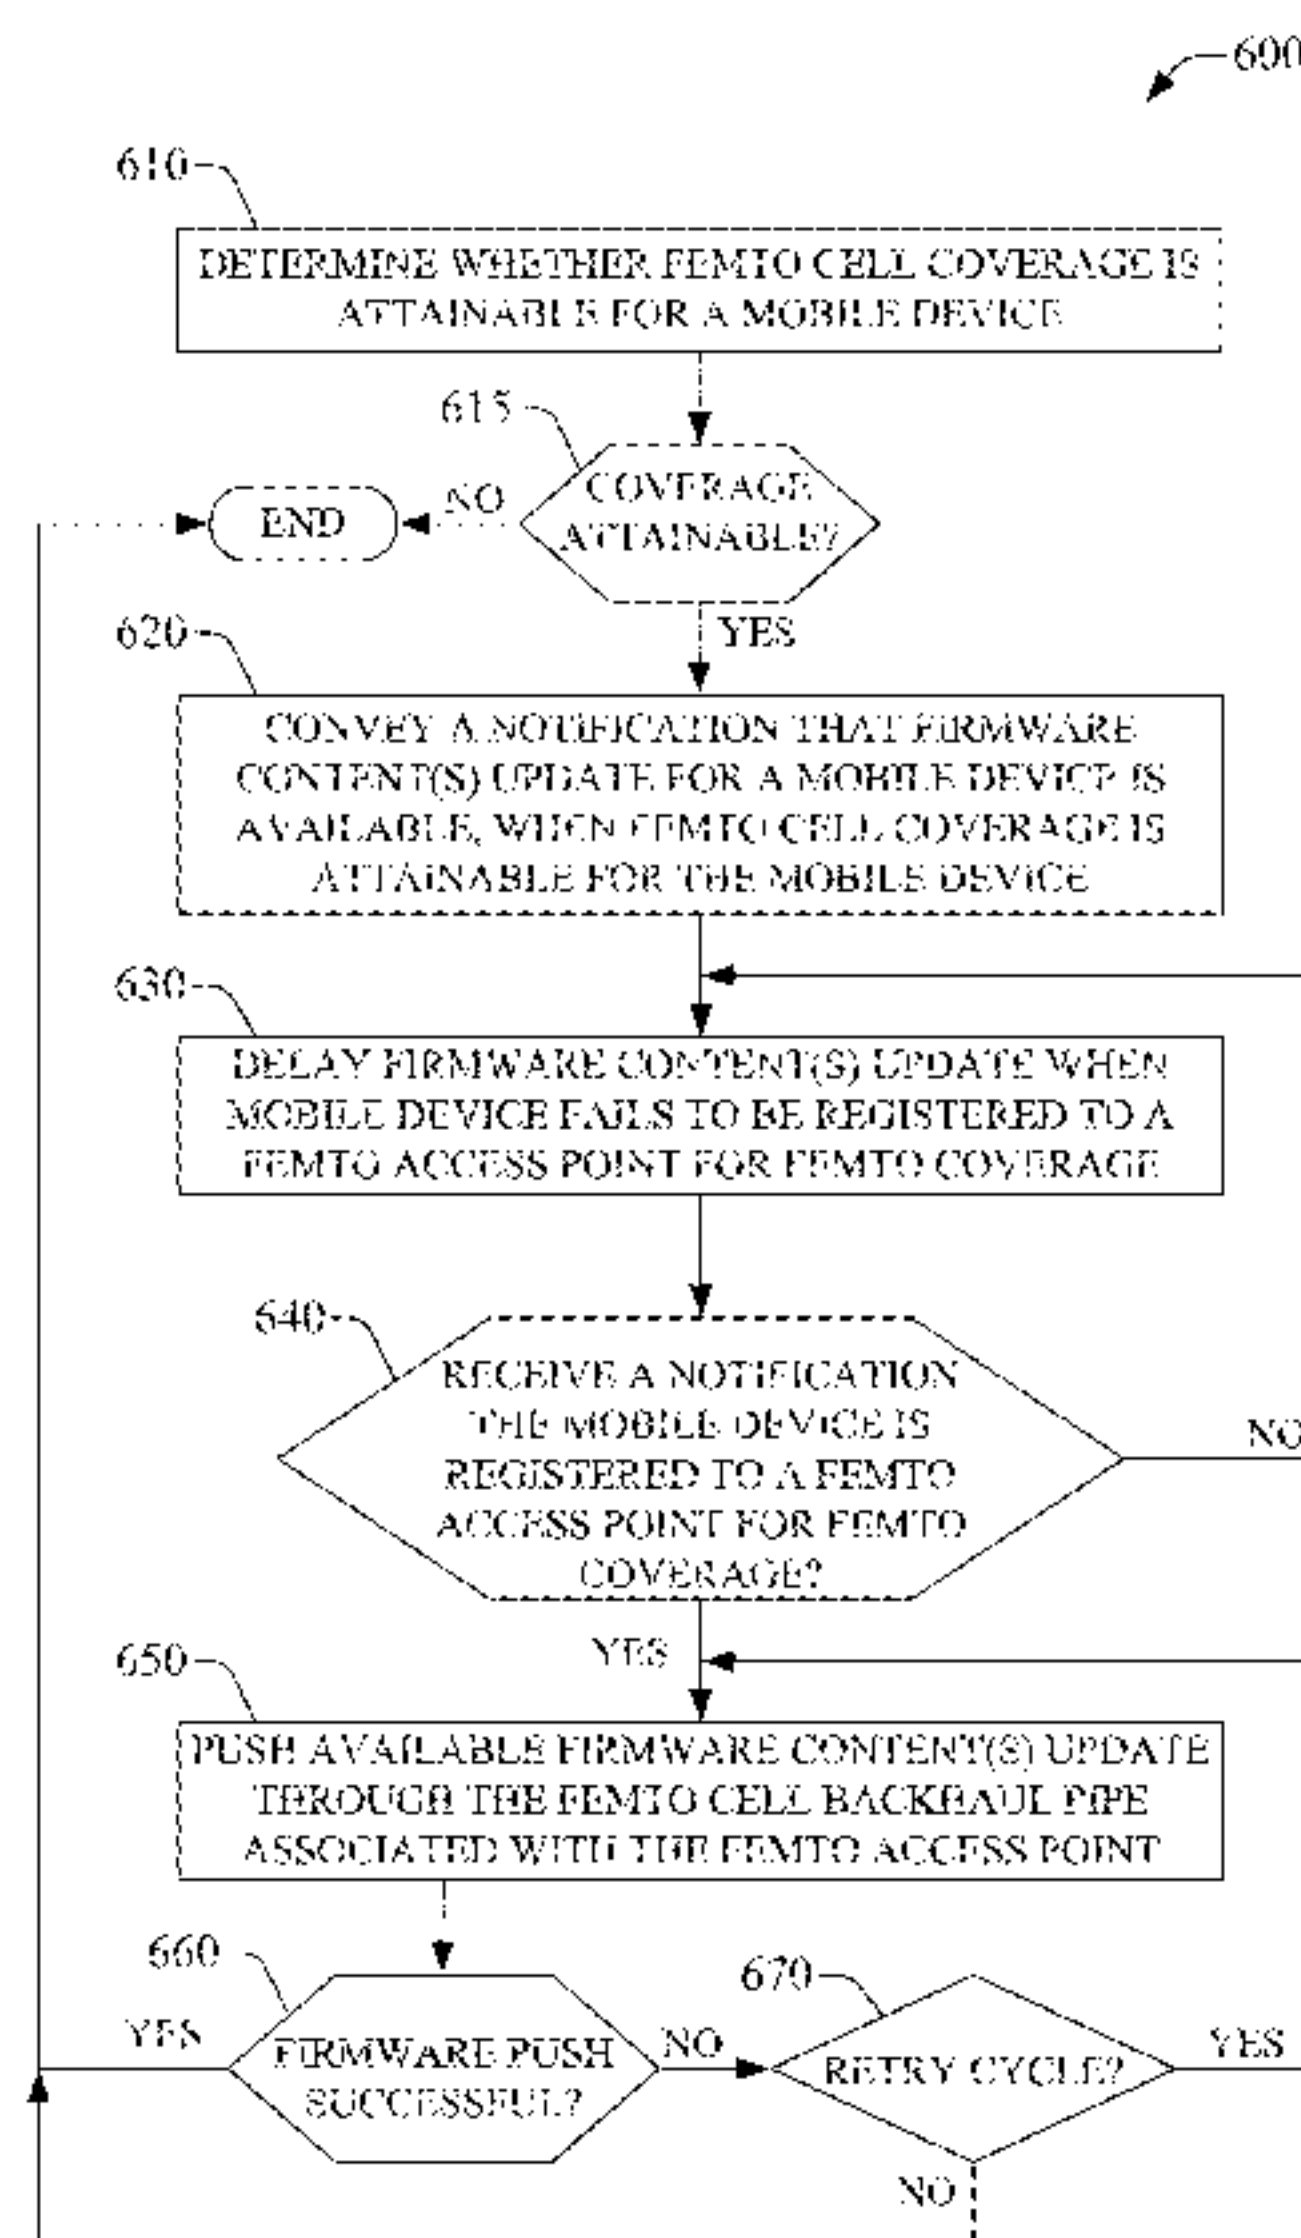 600
610
DETERMINE WHETHER FEMTO CELL COVERAGE IS
ATTAINABLE FOR A MOBILE DEVICE
615
COVERAGE
ATTAINABLE?
NO
END
YES
620
CONVEY A NOTIFICATION THAT FIRMWARE
CONTENT(S) UPDATE FOR A MOBILE DEVICE IS
AVAILABLE, WHEN FEMTO CELL COVERAGE IS
ATTAINABLE FOR THE MOBILE DEVICE
630
DELAY FIRMWARE CONTENT(S) UPDATE WHEN
MOBILE DEVICE FAILS TO BE REGISTERED TO A
FEMTO ACCESS POINT FOR FEMTO COVERAGE
640
RECEIVE A NOTIFICATION
THE MOBILE DEVICE IS
REGISTERED TO A FEMTO
ACCESS POINT FOR FEMTO
COVERAGE?
NO
YES
650
PUSH AVAILABLE FIRMWARE CONTENT(S) UPDATE
THROUGH THE FEMTO CELL BACKHAUL PIPE
ASSOCIATED WITH THE FEMTO ACCESS POINT
660
YES
FIRMWARE PUSH
SUCCESSFUL?
NO
670
RETRY CYCLE?
YES
NO